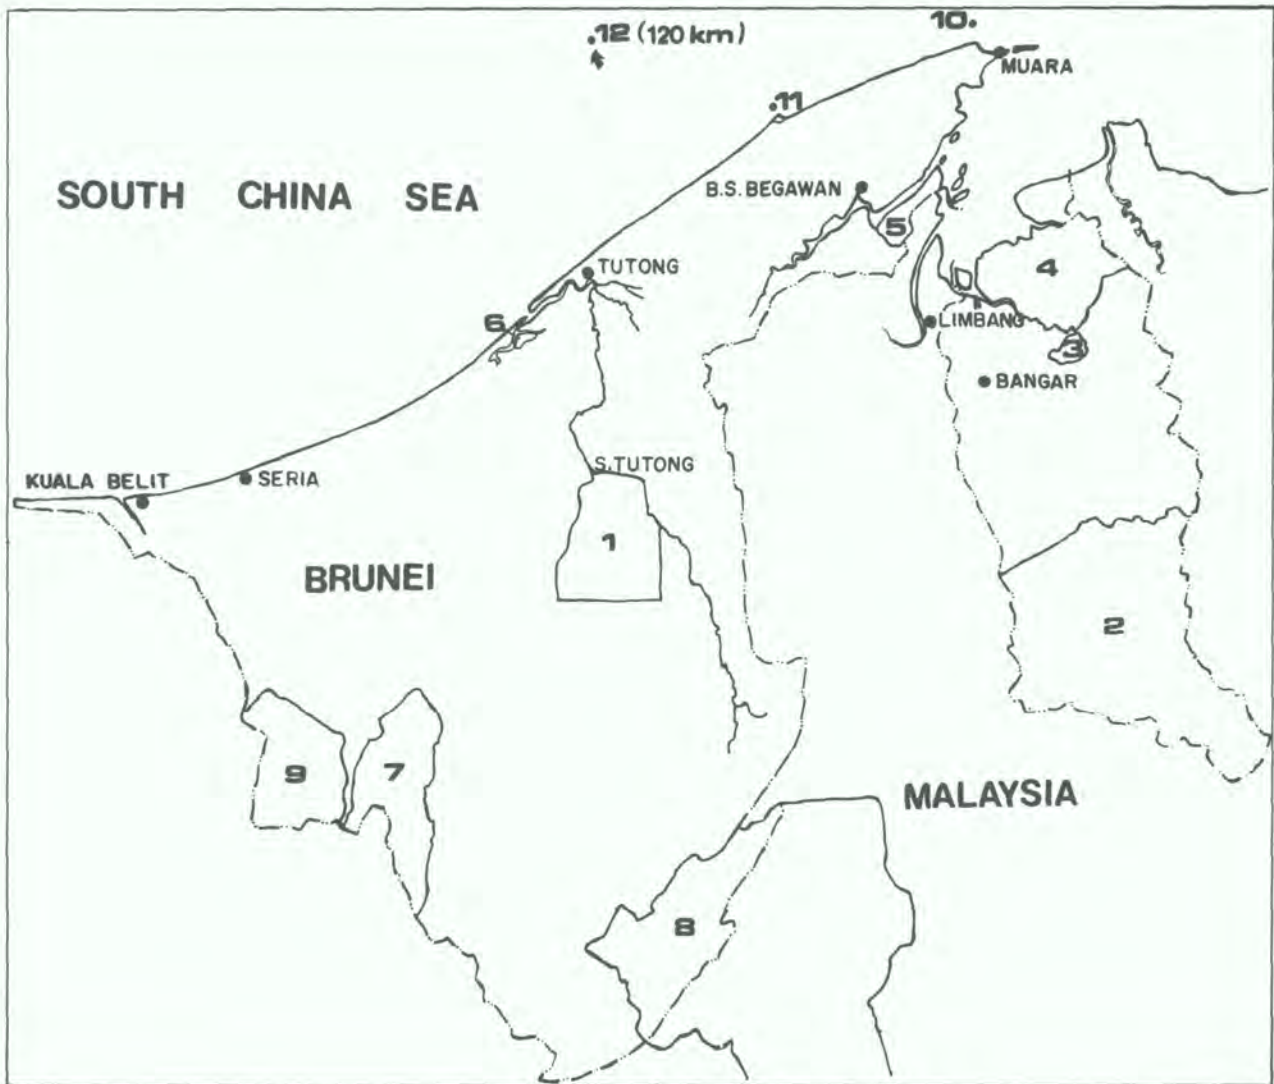 10.
.12 (120 km)
MUARA
.11
SOUTH CHINA SEA
B.S. BEGAWAN
5
TUTONG
4
6
LIMBANG
3
BANGAR
S. TUTONG
KUALA BELIT
SERIA
1
BRUNEI
2
9
7
MALAYSIA
8